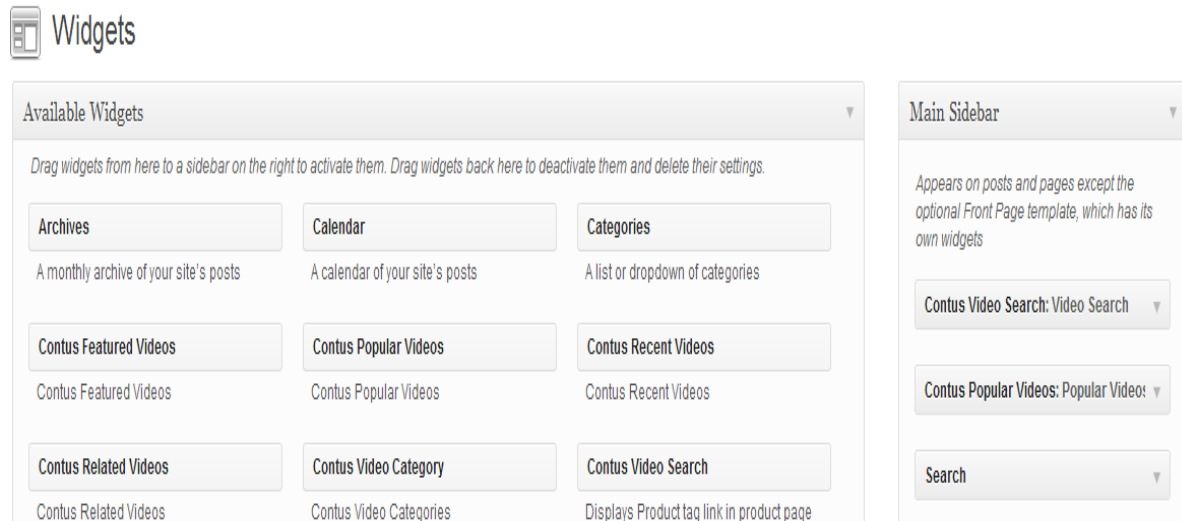 Widgets
Available Widgets
Drag widgets from here to a sidebar on the right to activate them. Drag widgets back here to deactivate them and delete their settings.
Archives
Calendar
Categories
A monthly archive of your site's posts
A calendar of your site's posts
A list or dropdown of categories
Contus Featured Videos
Contus Popular Videos
Contus Recent Videos
Contus Featured Videos
Contus Popular Videos
Contus Recent Videos
Contus Related Videos
Contus Video Category
Contus Video Search
Contus Related Videos
Contus Video Categories
Displays Product tag link in product page
Main Sidebar
Appears on posts and pages except the
optional Front Page template, which has its
own widgets
Contus Video Search: Video Search
Contus Popular Videos: Popular Videos
Search